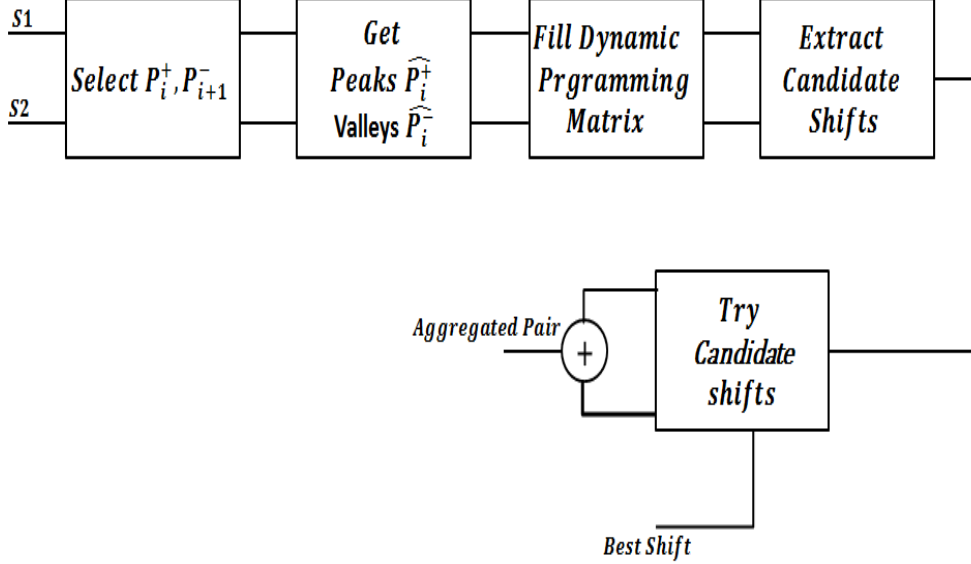 S1
S2
Select P_i^+, P_{i+1}^-
Get
Peaks \widehat{P_i^+}
Valleys \widehat{P_i^-}
Fill Dynamic
Prgramming
Matrix
Extract
Candidate
Shifts
Aggregated Pair
+
Try
Candidate
shifts
Best Shift